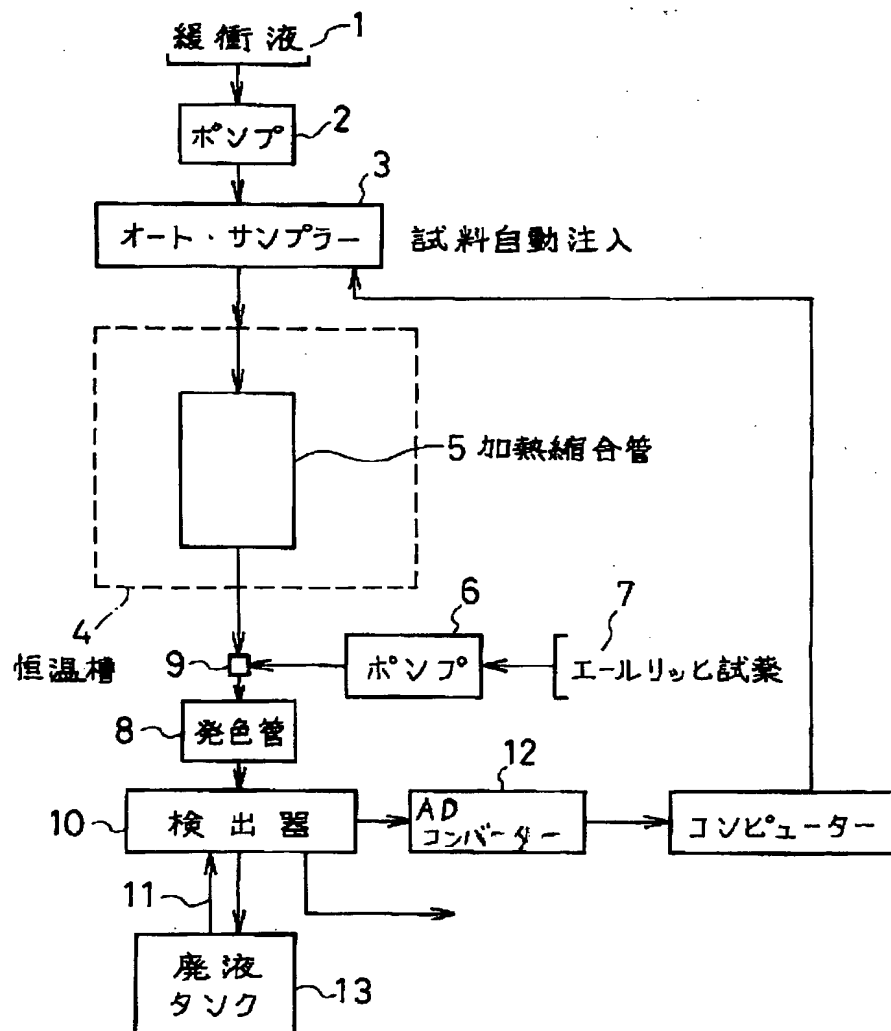 緩衝液 1
ポンプ 2
3
オート・サンプラー 試料自動注入
5 加熱縮合管
4
恒温槽
6
7
9
ポンプ
エールリッヒ試薬
8 発色管
12
10 検出器
AD
コンバーター
コンピューター
11
廃液
タンク 13